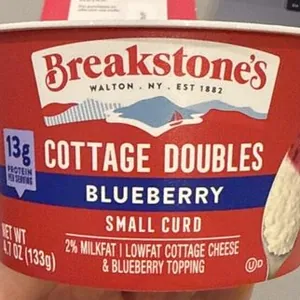 Breakstone's
WALTON · NY · EST 1882
13g
PROTEIN
PER SERVING
COTTAGE DOUBLES
BLUEBERRY
SMALL CURD
NET WT
4.7 OZ (133g)
2% MILKFAT | LOWFAT COTTAGE CHEESE
& BLUEBERRY TOPPING
U D